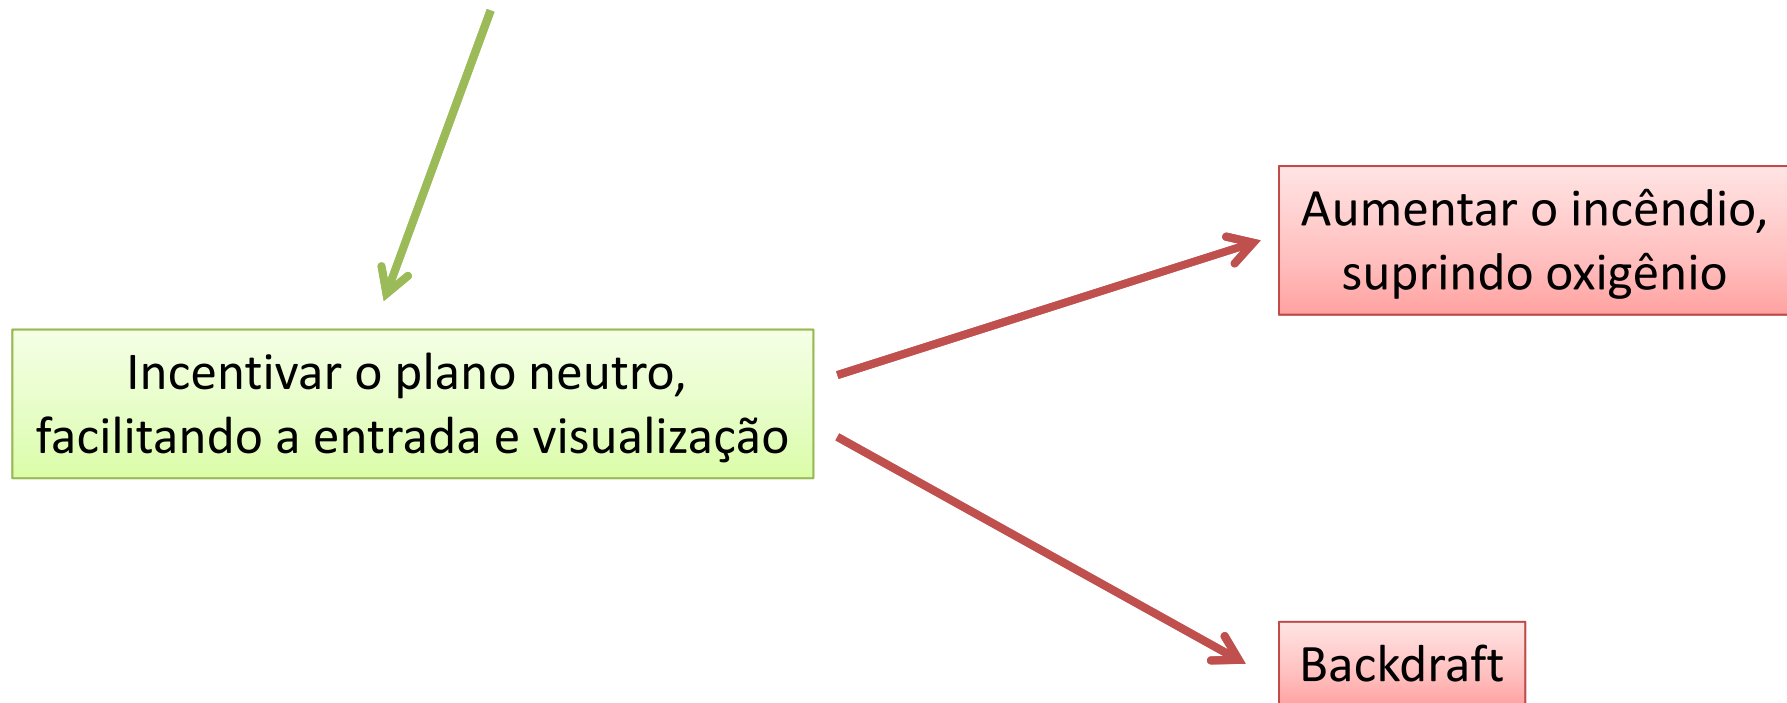 Aumentar o incêndio,
suprindo oxigênio
Incentivar o plano neutro,
facilitando a entrada e visualização
Backdraft